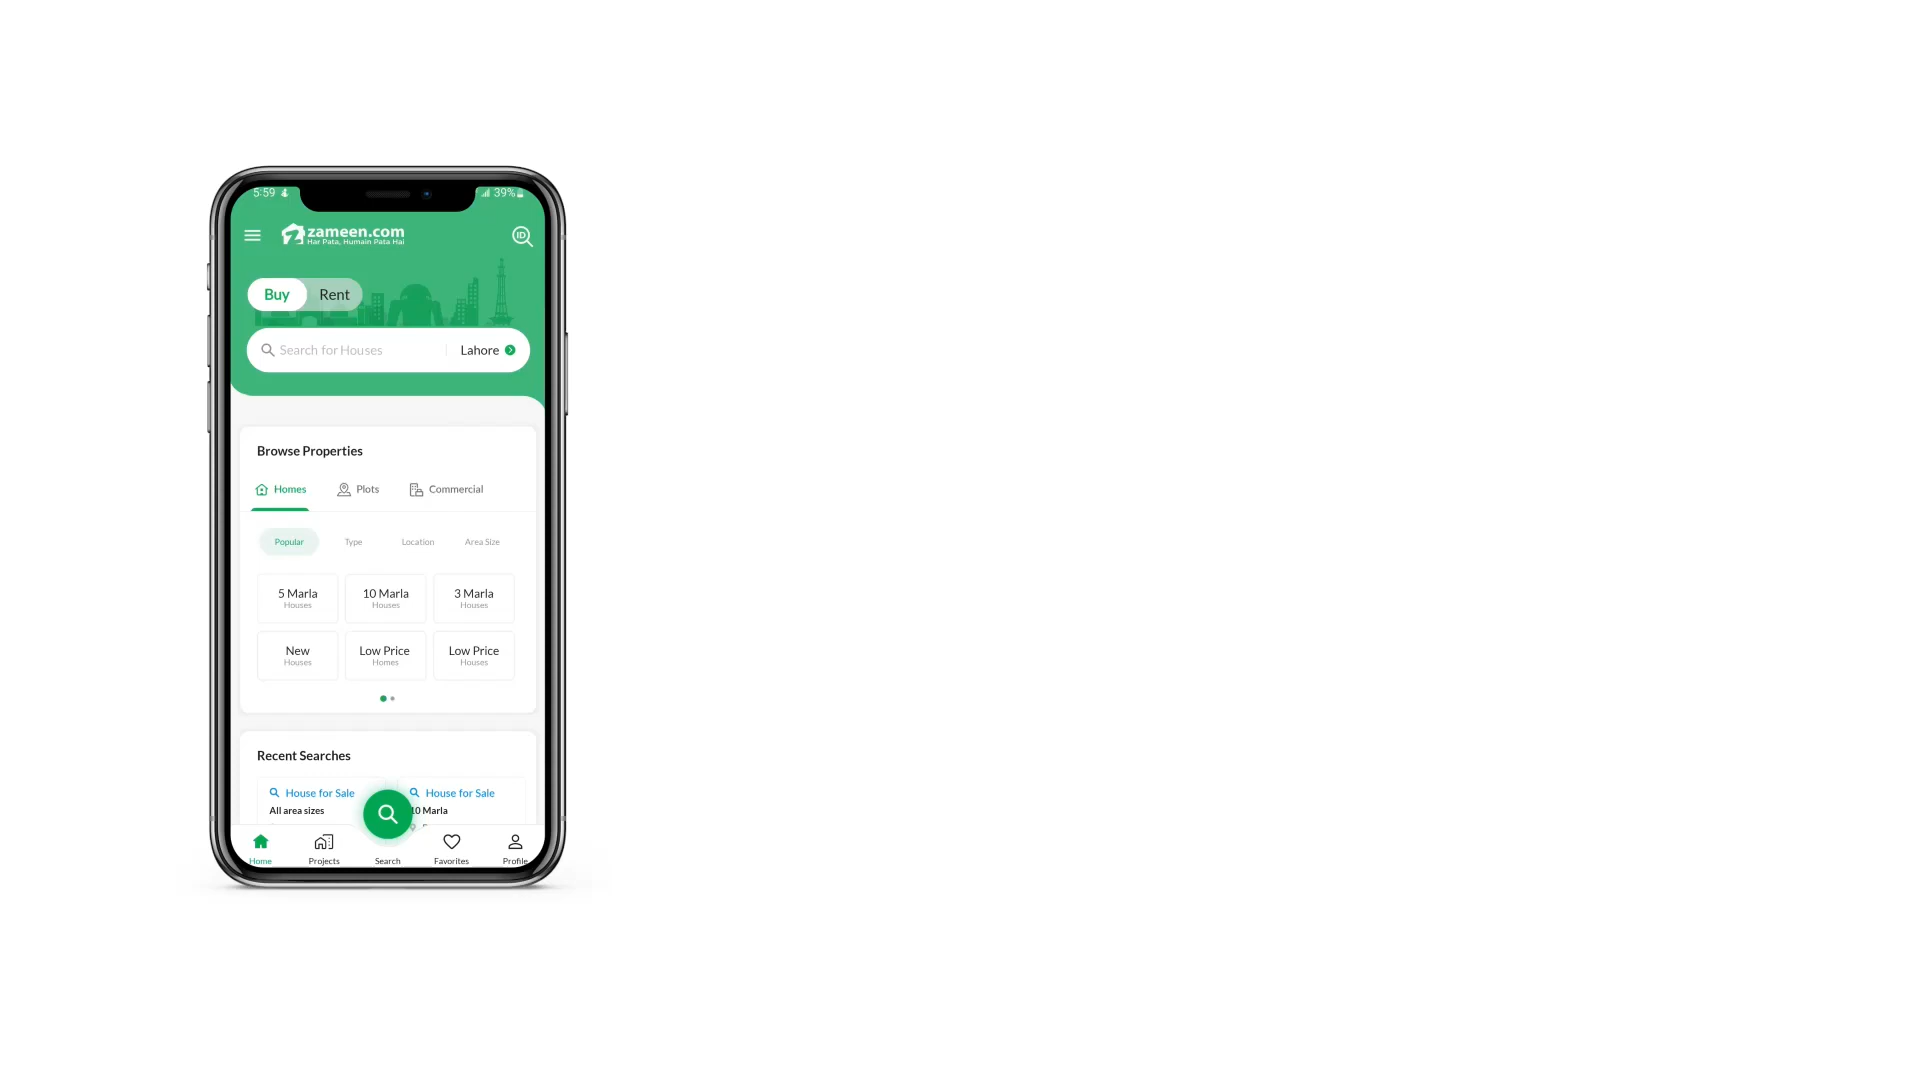 5:59
39%
zameen.com
Har Pata, Humain Pata Hai
ID
Buy Rent
Search for Houses Lahore
Browse Properties
Homes Plots Commercial
Popular Type Location Area Size
5 Marla 10 Marla 3 Marla
Houses Houses Houses
New Low Price Low Price
Houses Homes Houses
Recent Searches
House for Sale House for Sale
All area sizes 10 Marla
Home Projects Search Favorites Profile